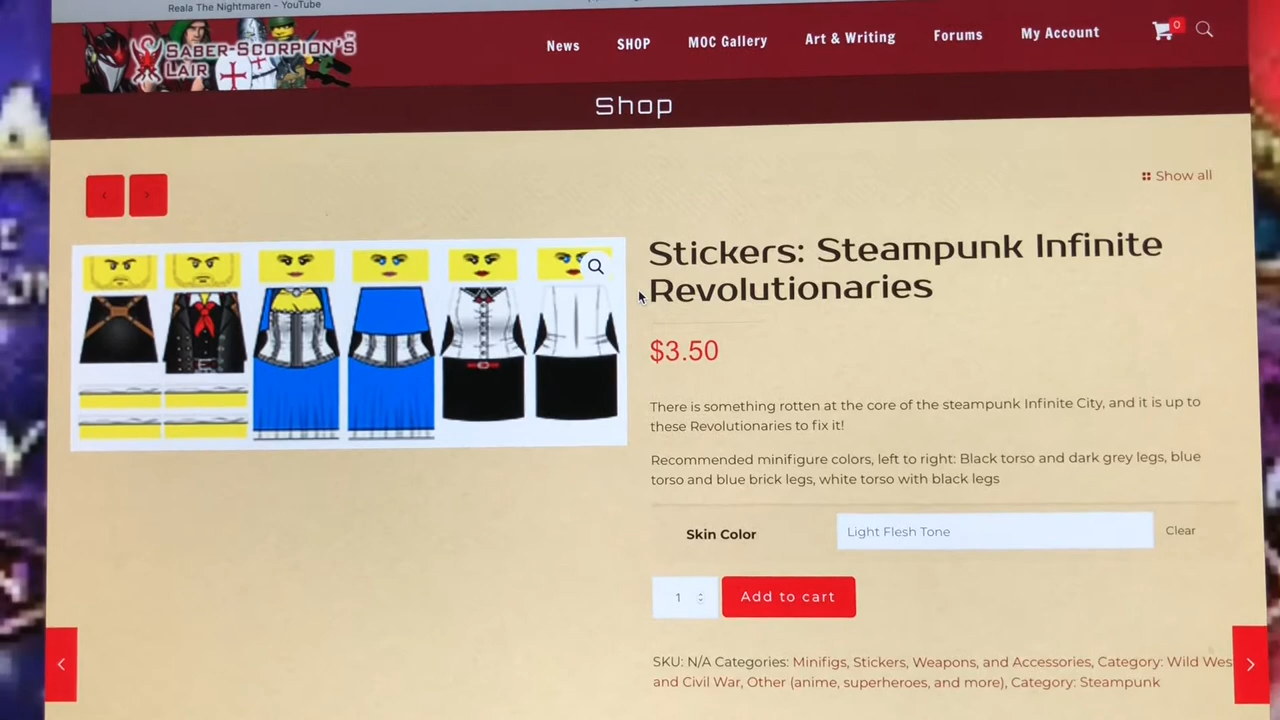 Reala The Nightmaren - YouTube
SABER-SCORPION'S
LAIR
News
SHOP
MOC Gallery
Art & Writing
Forums
My Account
0
Shop
Show all
Stickers: Steampunk Infinite
Revolutionaries
$3.50
There is something rotten at the core of the steampunk Infinite City, and it is up to
these Revolutionaries to fix it!
Recommended minifigure colors, left to right: Black torso and dark grey legs, blue
torso and blue brick legs, white torso with black legs
Skin Color
Light Flesh Tone
Clear
1
Add to cart
SKU: N/A Categories: Minifigs, Stickers, Weapons, and Accessories, Category: Wild Wes
and Civil War, Other (anime, superheroes, and more), Category: Steampunk